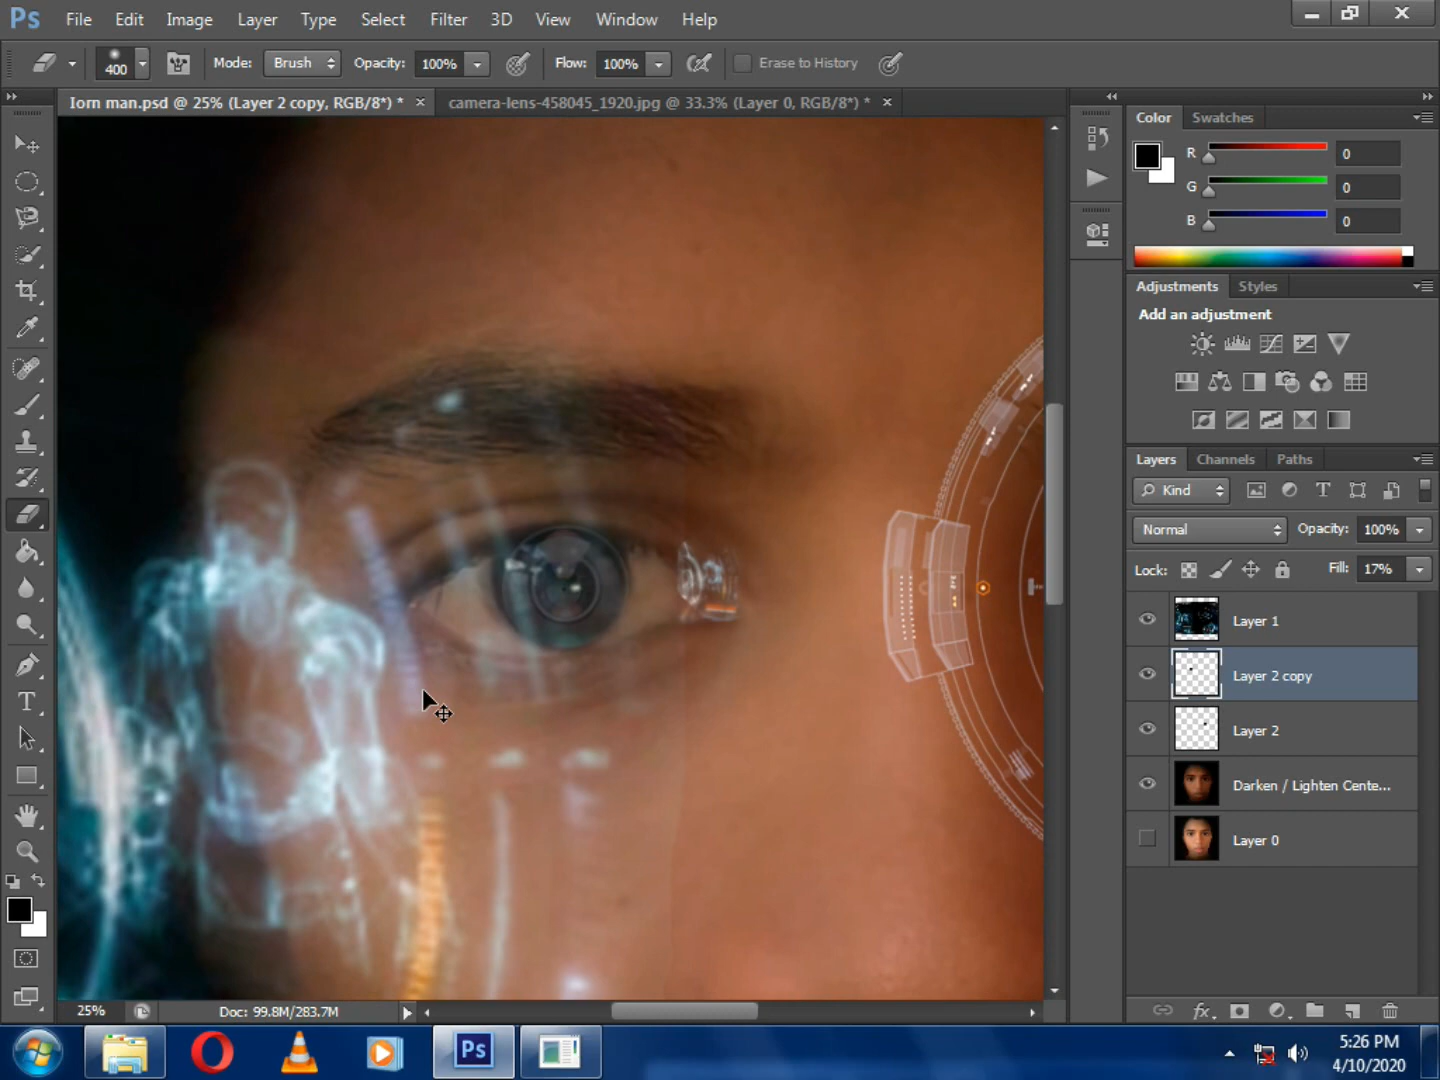 Ps File Edit Image Layer Type Select Filter 3D View Window Help
400 Mode: Brush Opacity: 100% Flow: 100% Erase to History
Iorn man.psd @ 25% (Layer 2 copy, RGB/8*) * × camera-lens-458045_1920.jpg @ 33.3% (Layer 0, RGB/8*) * ×
Color Swatches
R 0
G 0
B 0
Adjustments Styles
Add an adjustment
Layers Channels Paths
Kind
Normal Opacity: 100%
Lock: Fill: 17%
Layer 1
Layer 2 copy
Layer 2
Darken / Lighten Cente...
Layer 0
25% Doc: 99.8M/283.7M
Ps
5:26 PM
4/10/2020